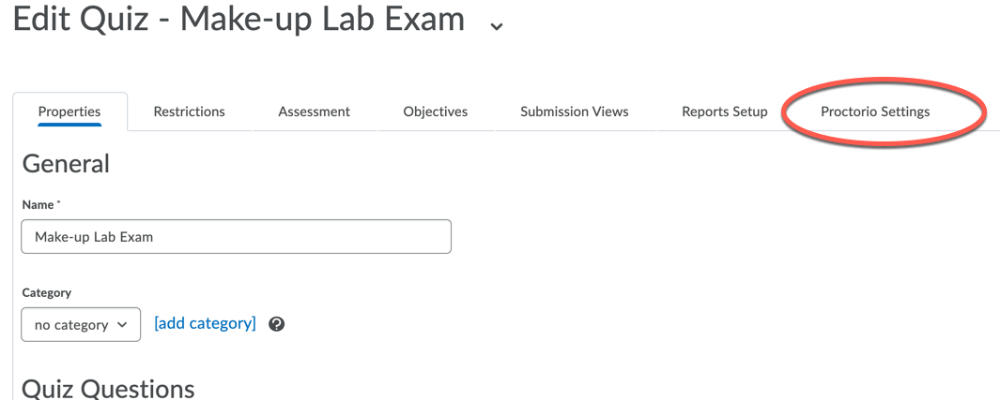 Edit Quiz - Make-up Lab Exam
Properties Restrictions Assessment Objectives Submission Views Reports Setup Proctorio Settings
General
Name *
Make-up Lab Exam
Category
no category [add category] ?
Quiz Questions